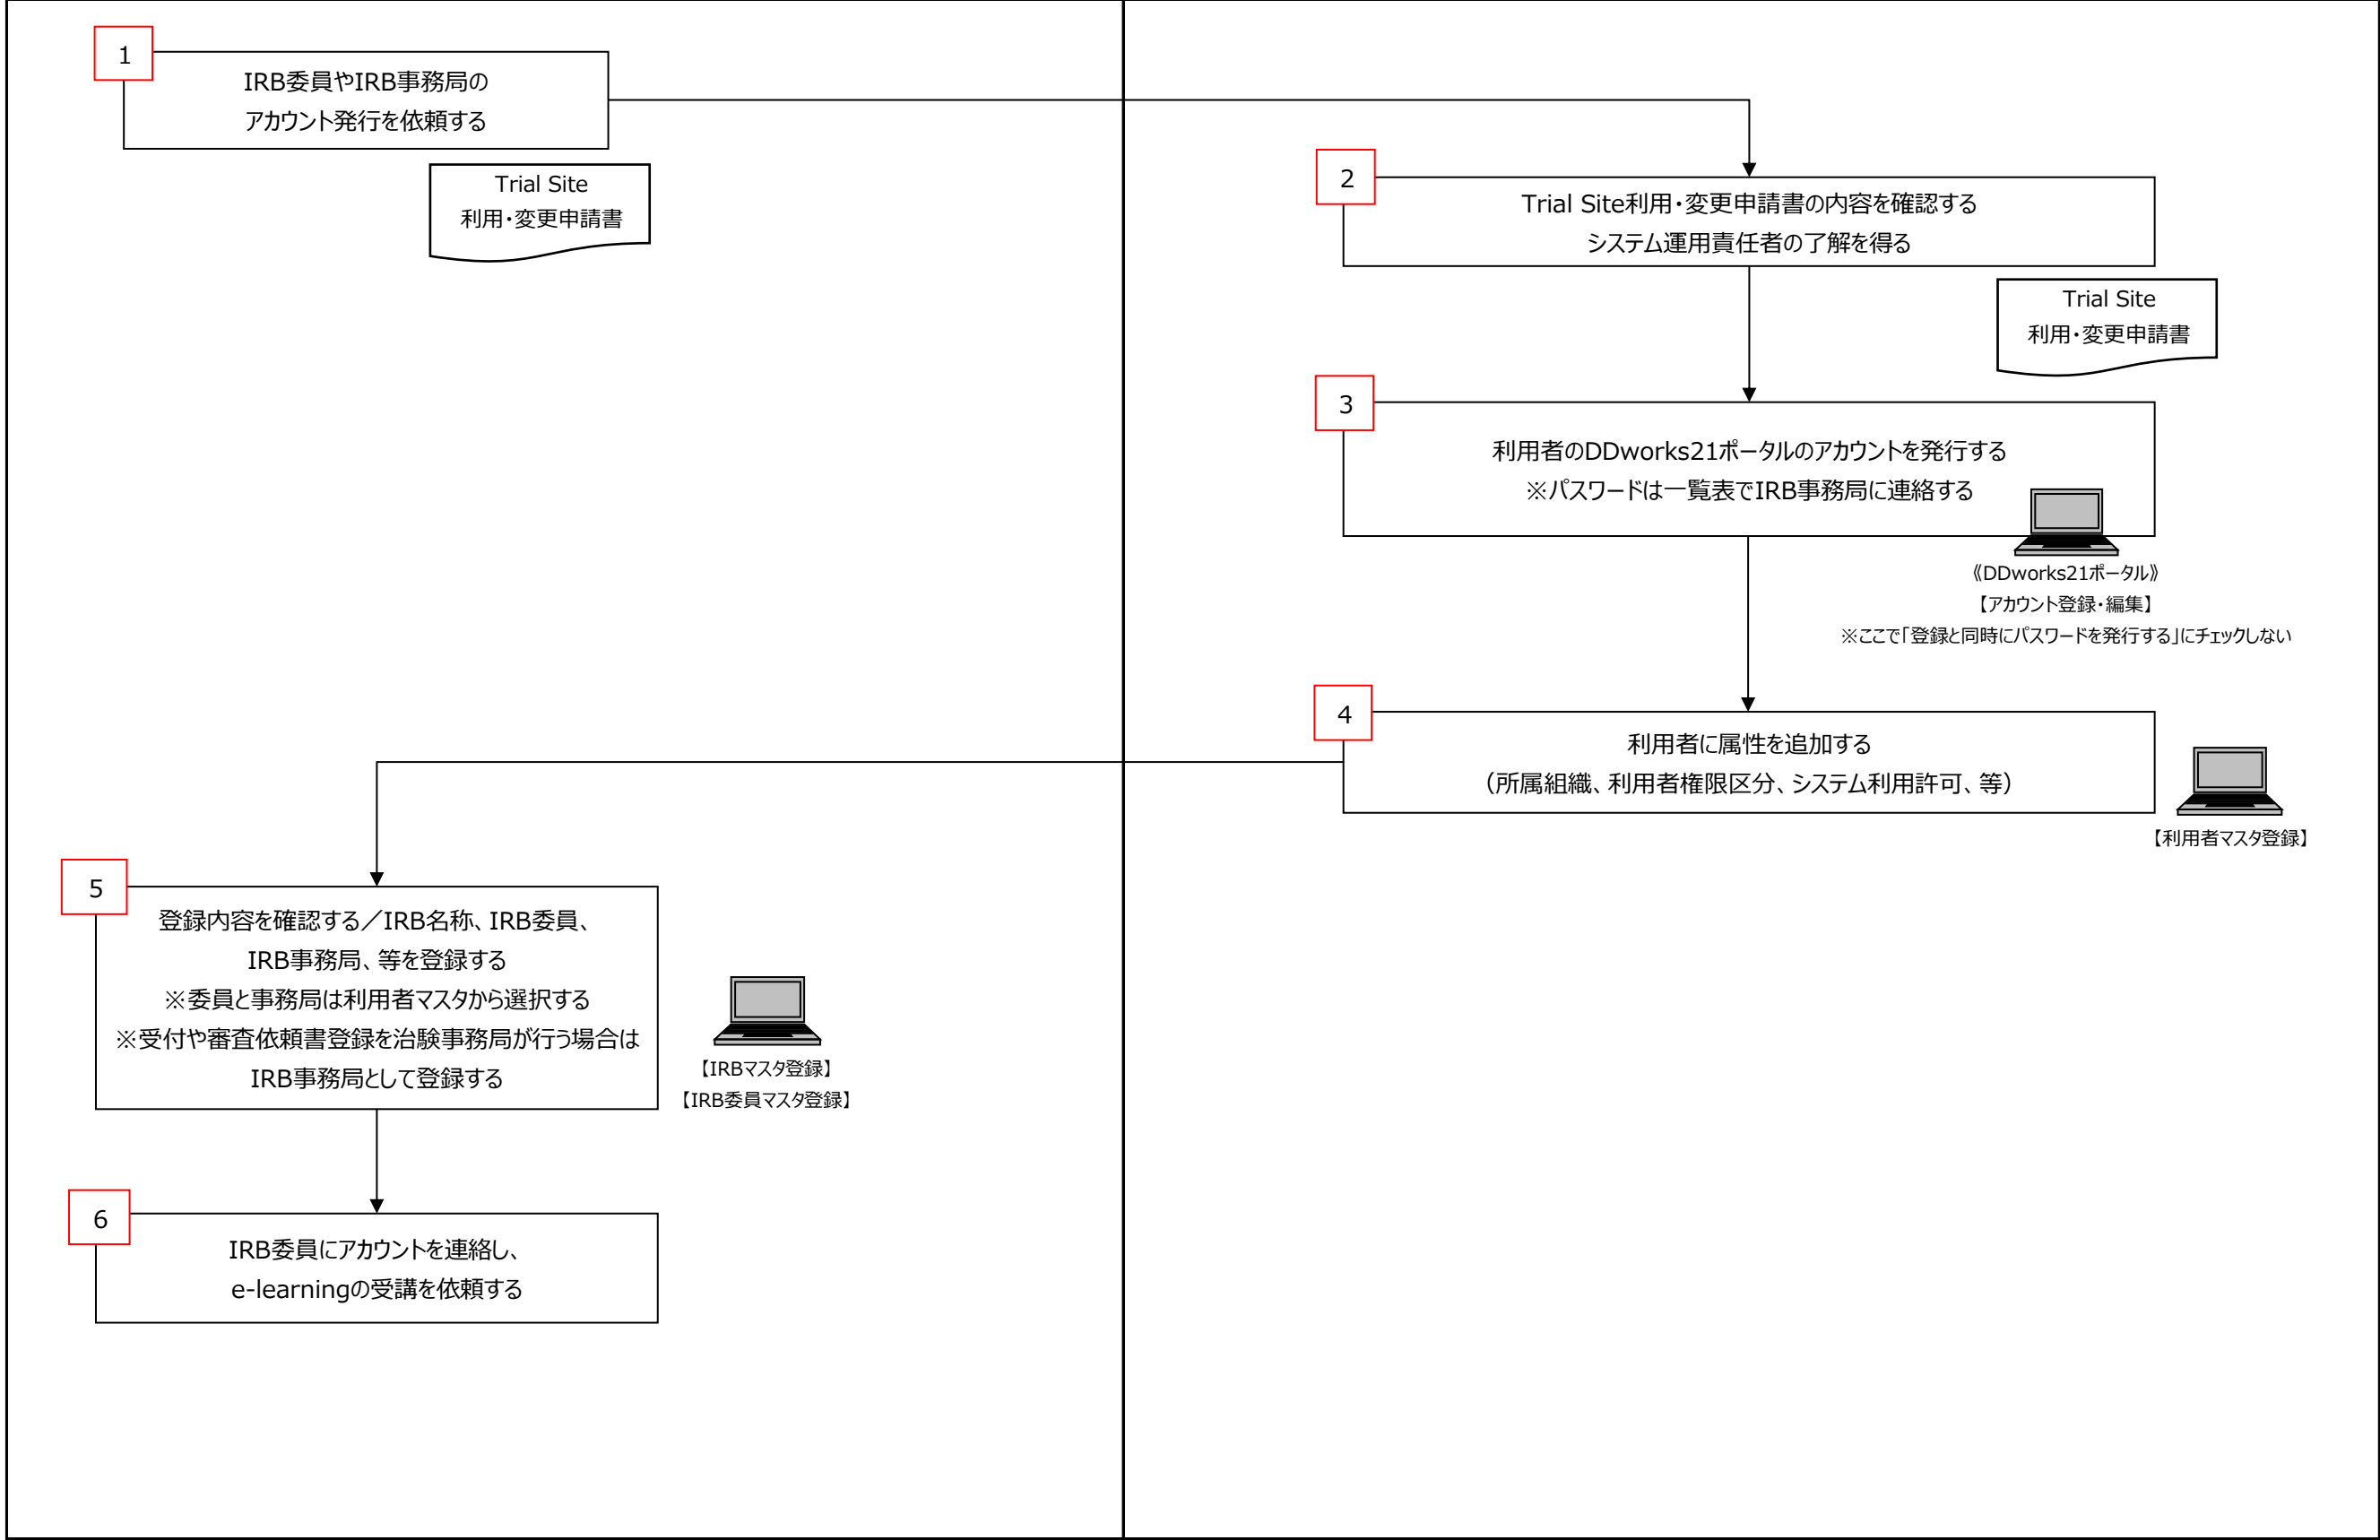 1
IRB委員やIRB事務局の
アカウント発行を依頼する
Trial Site
利用・変更申請書
2
Trial Site利用・変更申請書の内容を確認する
システム運用責任者の了解を得る
Trial Site
利用・変更申請書
3
利用者のDDworks21ポータルのアカウントを発行する
※パスワードは一覧表でIRB事務局に連絡する
《DDworks21ポータル》
【アカウント登録・編集】
※ここで「登録と同時にパスワードを発行する」にチェックしない
4
利用者に属性を追加する
（所属組織、利用者権限区分、システム利用許可、等）
【利用者マスタ登録】
5
登録内容を確認する／IRB名称、IRB委員、
IRB事務局、等を登録する
※委員と事務局は利用者マスタから選択する
※受付や審査依頼書登録を治験事務局が行う場合は
IRB事務局として登録する
【IRBマスタ登録】
【IRB委員マスタ登録】
6
IRB委員にアカウントを連絡し、
e-learningの受講を依頼する